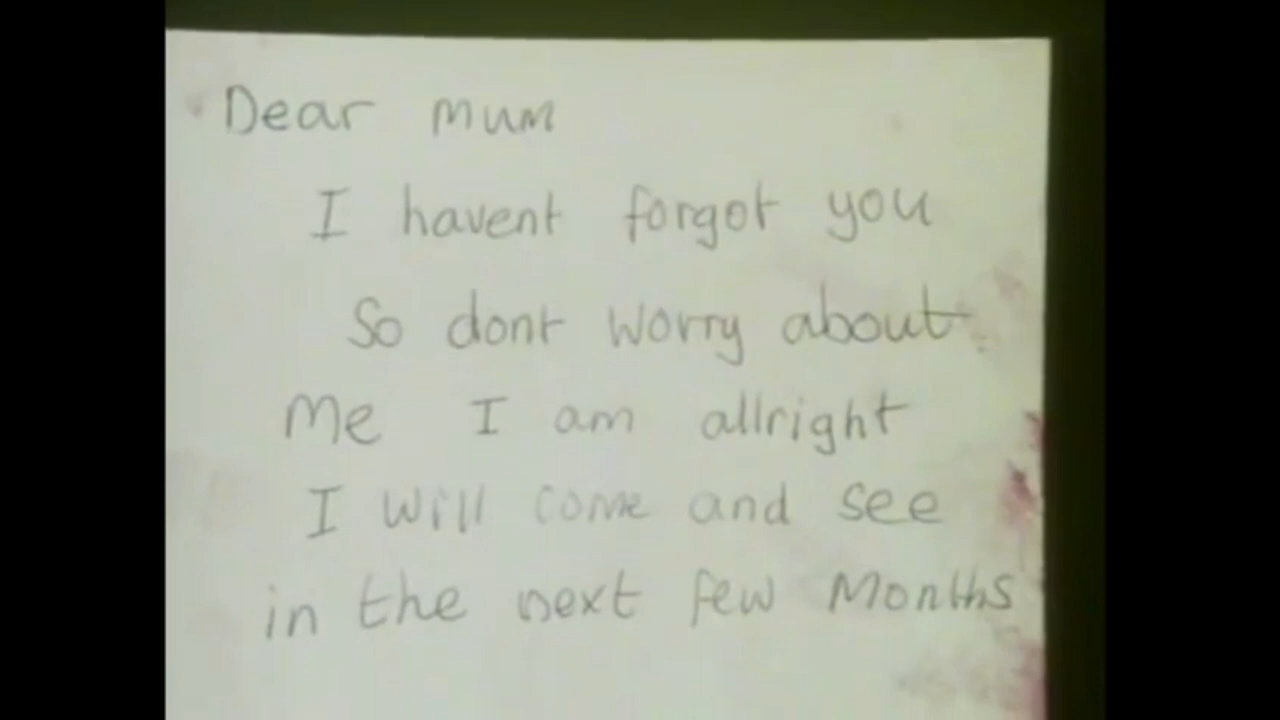 Dear mum
I havent forgot you
So dont worry about
Me I am allright
I will come and see
in the next few Months